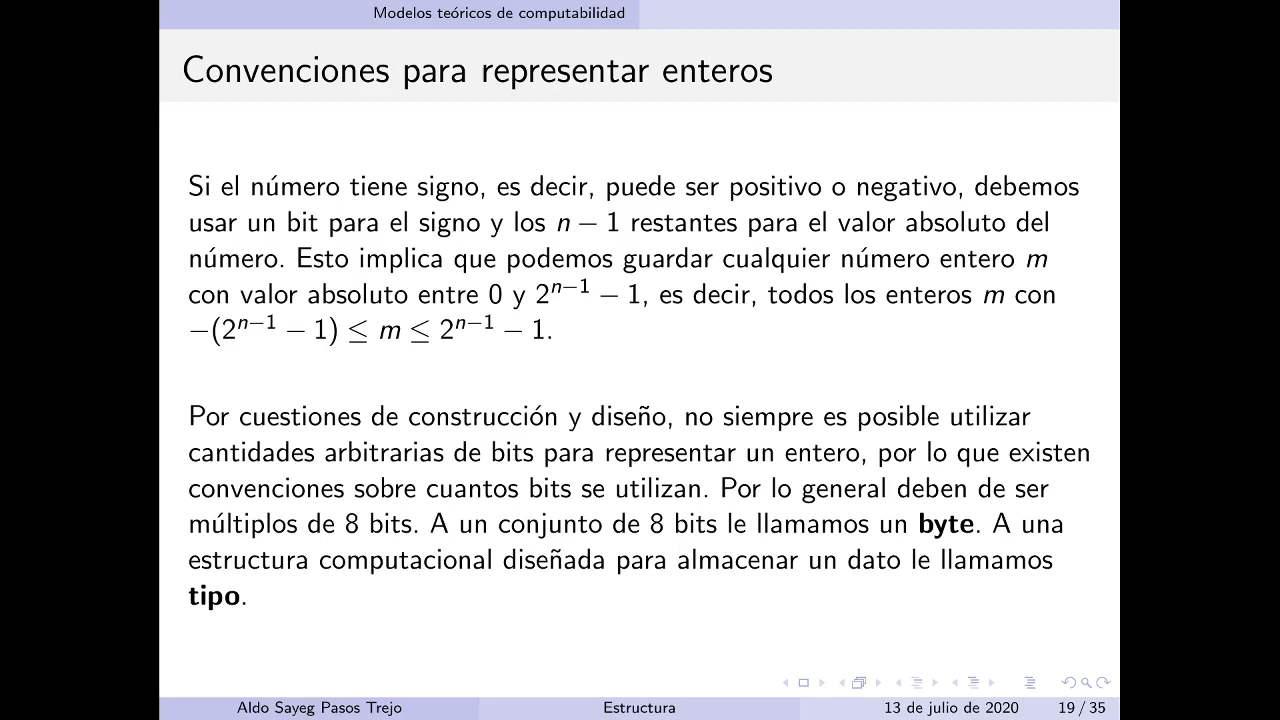 Modelos teóricos de computabilidad
Convenciones para representar enteros
Si el número tiene signo, es decir, puede ser positivo o negativo, debemos
usar un bit para el signo y los n − 1 restantes para el valor absoluto del
número. Esto implica que podemos guardar cualquier número entero m
con valor absoluto entre 0 y 2^{n−1} − 1, es decir, todos los enteros m con
−(2^{n−1} − 1) ≤ m ≤ 2^{n−1} − 1.
Por cuestiones de construcción y diseño, no siempre es posible utilizar
cantidades arbitrarias de bits para representar un entero, por lo que existen
convenciones sobre cuantos bits se utilizan. Por lo general deben de ser
múltiplos de 8 bits. A un conjunto de 8 bits le llamamos un byte. A una
estructura computacional diseñada para almacenar un dato le llamamos
tipo.
Aldo Sayeg Pasos Trejo Estructura 13 de julio de 2020 19 / 35